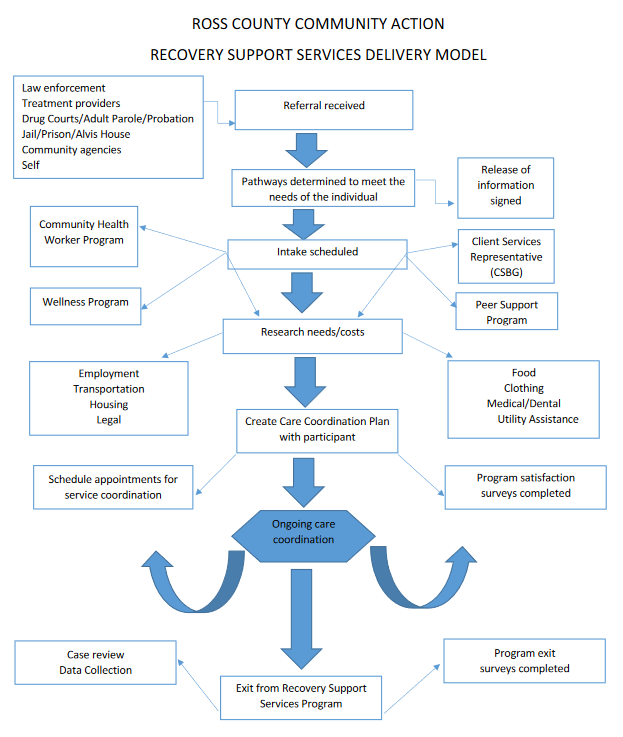 ROSS COUNTY COMMUNITY ACTION
RECOVERY SUPPORT SERVICES DELIVERY MODEL
Law enforcement
Treatment providers
Drug Courts/Adult Parole/Probation
Jail/Prison/Alvis House
Community agencies
Self
Referral received
Pathways determined to meet the
needs of the individual
Release of
information
signed
Community Health
Worker Program
Intake scheduled
Client Services
Representative
(CSBG)
Wellness Program
Peer Support
Program
Research needs/costs
Employment
Transportation
Housing
Legal
Food
Clothing
Medical/Dental
Utility Assistance
Create Care Coordination Plan
with participant
Schedule appointments for
service coordination
Program satisfaction
surveys completed
Ongoing care
coordination
Case review
Data Collection
Program exit
surveys completed
Exit from Recovery Support
Services Program